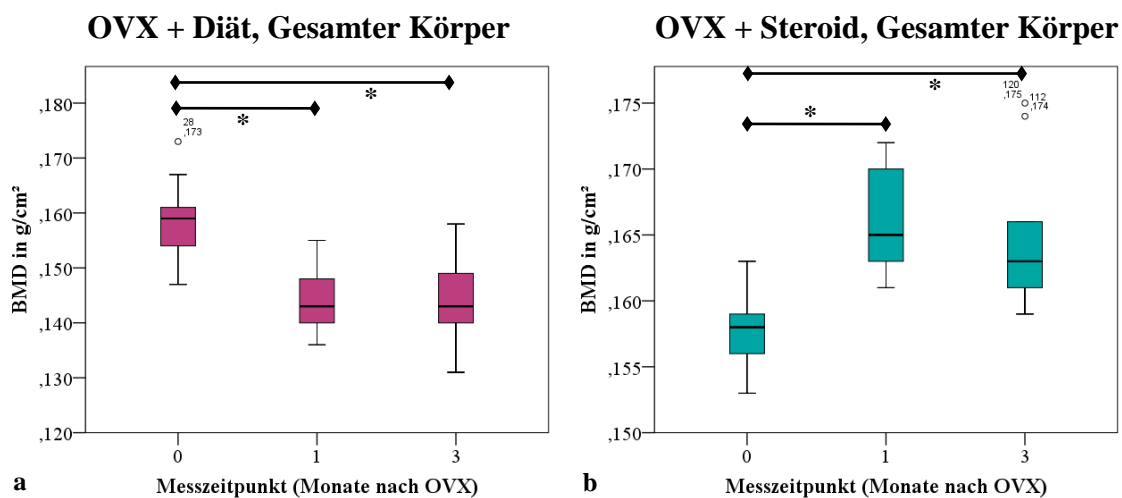 OVX + Diät, Gesamter Körper
*
*
28
,173
,180
,170
,160
,150
,140
,130
,120
BMD in g/cm²
0 1 3
Messzeitpunkt (Monate nach OVX)
a
OVX + Steroid, Gesamter Körper
*
*
120
,175
112
,174
,175
,170
,165
,160
,155
,150
BMD in g/cm²
0 1 3
Messzeitpunkt (Monate nach OVX)
b